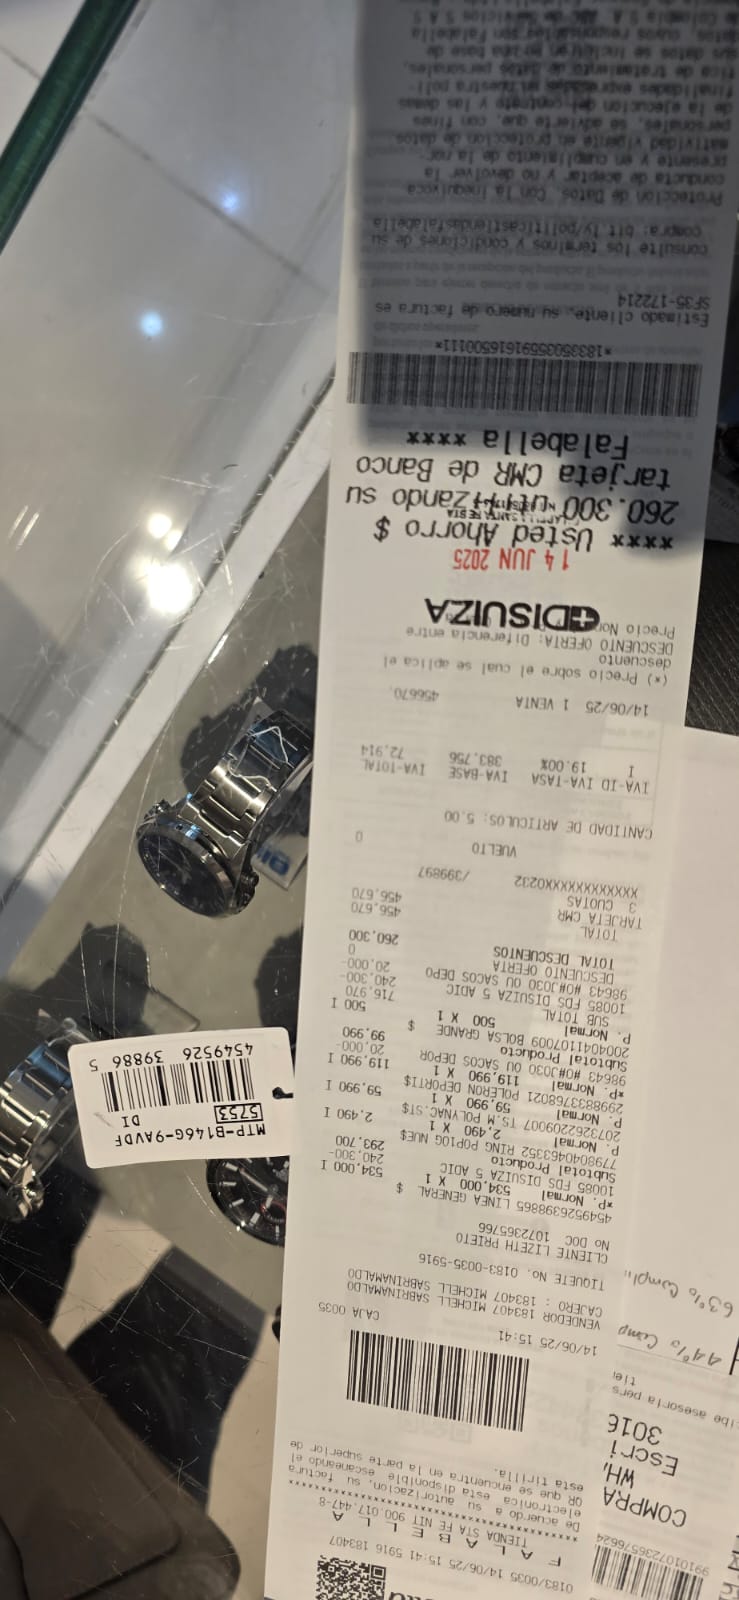 0183/0035 14/06/25 15:41 5916 183407
F A L A B E L L A
TIENDA STA FE NIT 900.017.447-8
De acuerdo a su autorizacion, su factura
electronica esta disponible escaneando el
QR que se encuentra en la parte superior de
esta tirilla.
14/06/25 15:41 CAJA 0035
VENDEDOR 183407 MICHELL SABRINAMALDO
CAJERO : 183407 MICHELL SABRINAMALDO
TIQUETE No. 0183-0035-5916
CLIENTE LIZETH PRIETO
No DOC 1072365766
4549526398865 LINEA GENERAL $
*P. Normal 534.000 X 1 534.000 I
10085 FDS DISUIZA 5 ADIC 240.300-
Subtotal Producto 293.700
7798040463352 RING POP10G NUE$
P. Normal 2.490 X 1 2.490 I
2073262209007 TS.M POLYNAC.ST$
P. Normal 59.990 X 1 59.990 I
2998833768021 POLERON DEPORTI$
*P. Normal 119.990 X 1 119.990 I
98643 #0#J030 OU SACOS DEPOR 20.000-
Subtotal Producto 99.990
2004041107009 BOLSA GRANDE $
P. Normal 500 X 1 500 I
SUB TOTAL 716.970
10085 FDS DISUIZA 5 ADIC 240.300-
98643 #0#J030 OU SACOS DEPO 20.000-
DESCUENTO OFERTA 0
TOTAL DESCUENTOS 260.300
TOTAL 456.670
TARJETA CMR 456.670
3 CUOTAS
XXXXXXXXXXXX0232 /399897
VUELTO 0
CANTIDAD DE ARTICULOS: 5.00
IVA-ID IVA-TASA IVA-BASE IVA-TOTAL
I 19.00% 383.756 72.914
14/06/25 1 VENTA 456670.
(*) Precio sobre el cual se aplica el
descuento
DESCUENTO OFERTA: Diferencia entre
Precio
DISUIZA
14 JUN 2025
**** Usted Ahorro $
260.300 utilizando su
tarjeta CMR de Banco
Falabella ****
*183350035591616500111*
Estimado cliente, su numero de factura es
SF35-172214
consulte los terminos y condiciones de su
compra: bit.ly/politicastiendasfalabella
Proteccion de Datos. Con la inequivoca
conducta de aceptar y no devolver la
presente y en cumplimiento de la nor-
matividad vigente en proteccion de datos
personales, se advierte que, con fines
de la ejecucion del contrato y las demas
finalidades expresadas en nuestra poli-
tica de tratamiento de datos personales,
sus datos se incluiran en una base de
datos, cuyos responsables son Falabella
de Colombia S.A.
MTP-B146G-9AVDF
5753 DI
4549526 39886 5
9910107236576624
COMPRA
WH,
Escri
3016
ibe asesoria pers
44% Comp
63% Compli